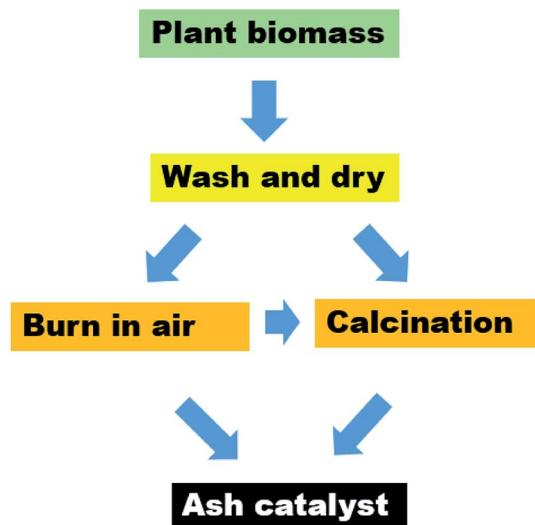 Plant biomass
Wash and dry
Burn in air
Calcination
Ash catalyst